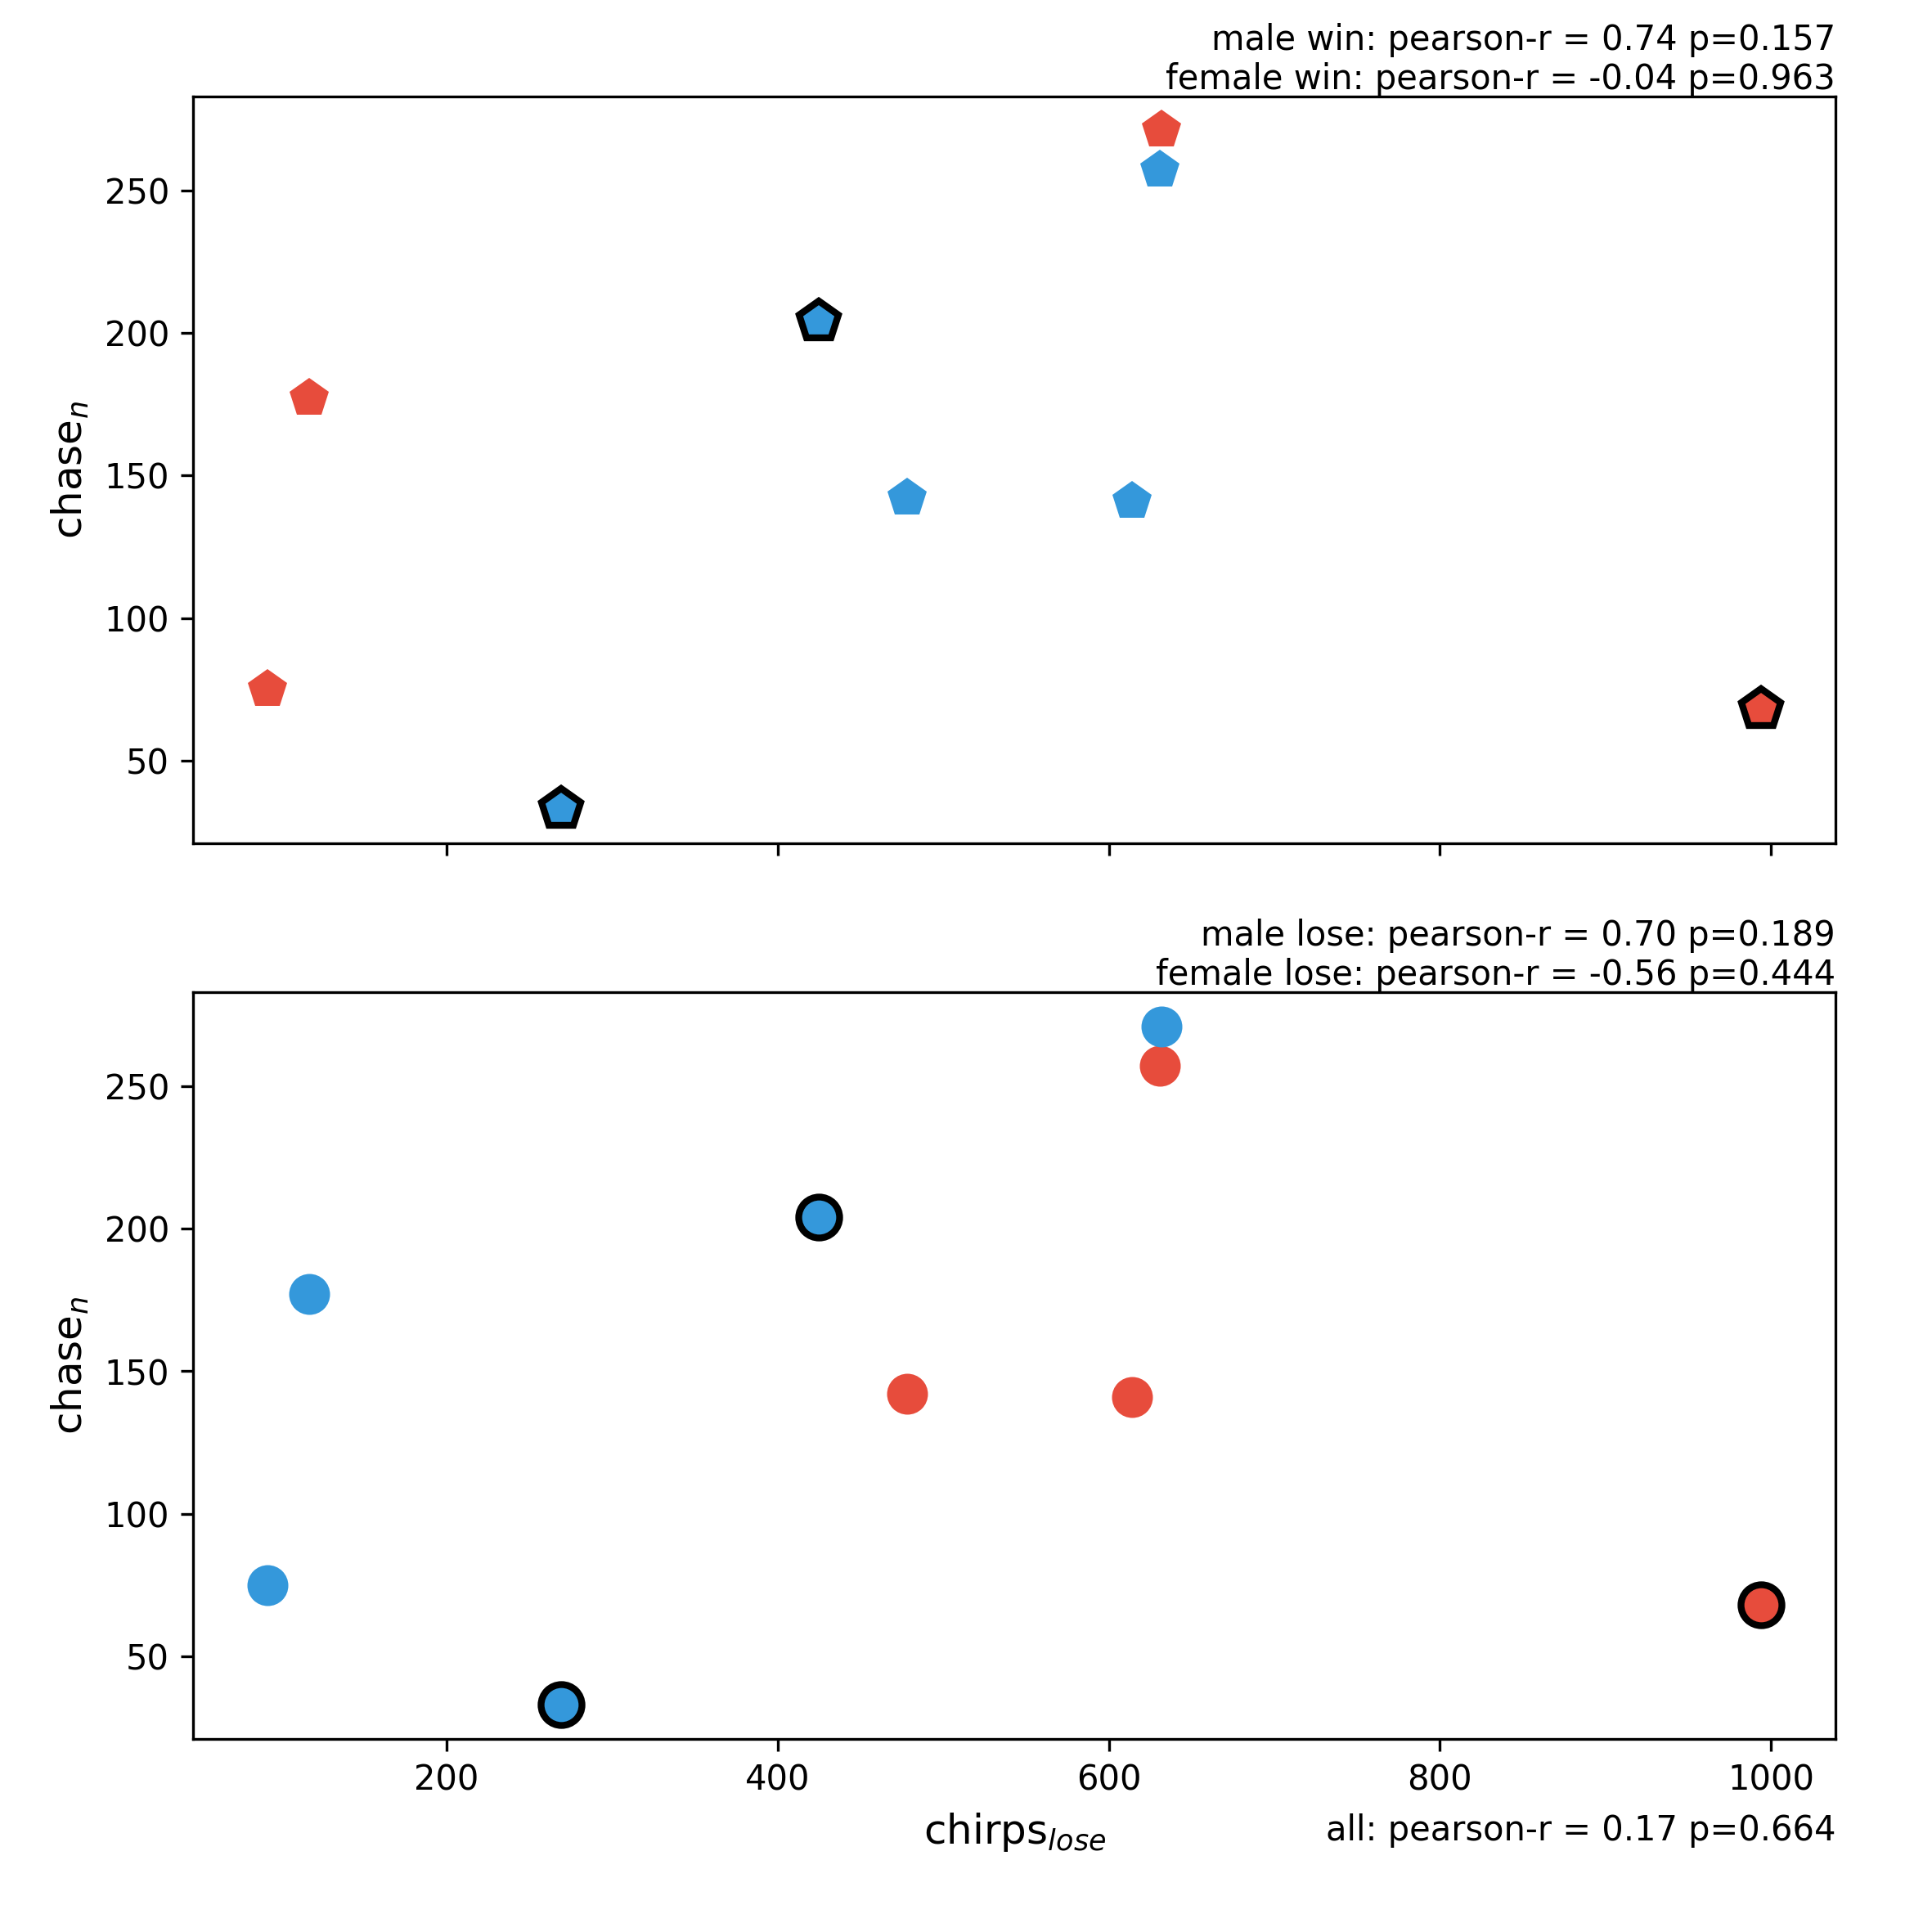 male win: pearson-r = 0.74 p=0.157
female win: pearson-r = -0.04 p=0.963
250
200
150
100
50
chase_n
male lose: pearson-r = 0.70 p=0.189
female lose: pearson-r = -0.56 p=0.444
250
200
150
100
50
chase_n
200 400 600 800 1000
chirps_lose
all: pearson-r = 0.17 p=0.664